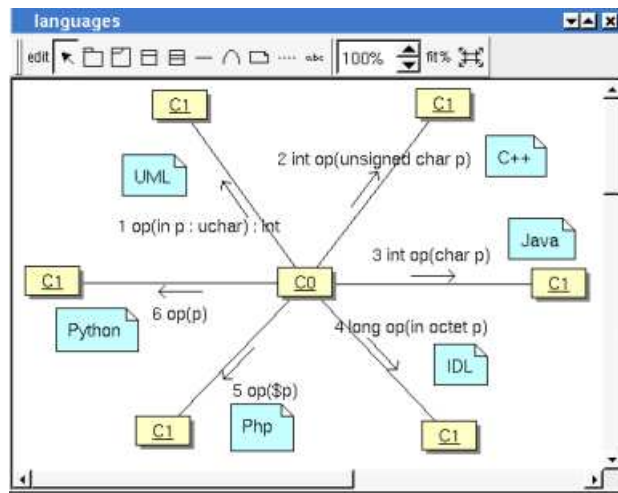 languages
edit
abc
100%
fit%
C1
C1
2 int op(unsigned char p)
C++
UML
1 op(in p : uchar) : int
Java
3 int op(char p)
C1
C0
C1
6 op(p)
Python
4 long op(in octet p)
IDL
5 op($p)
Php
C1
C1